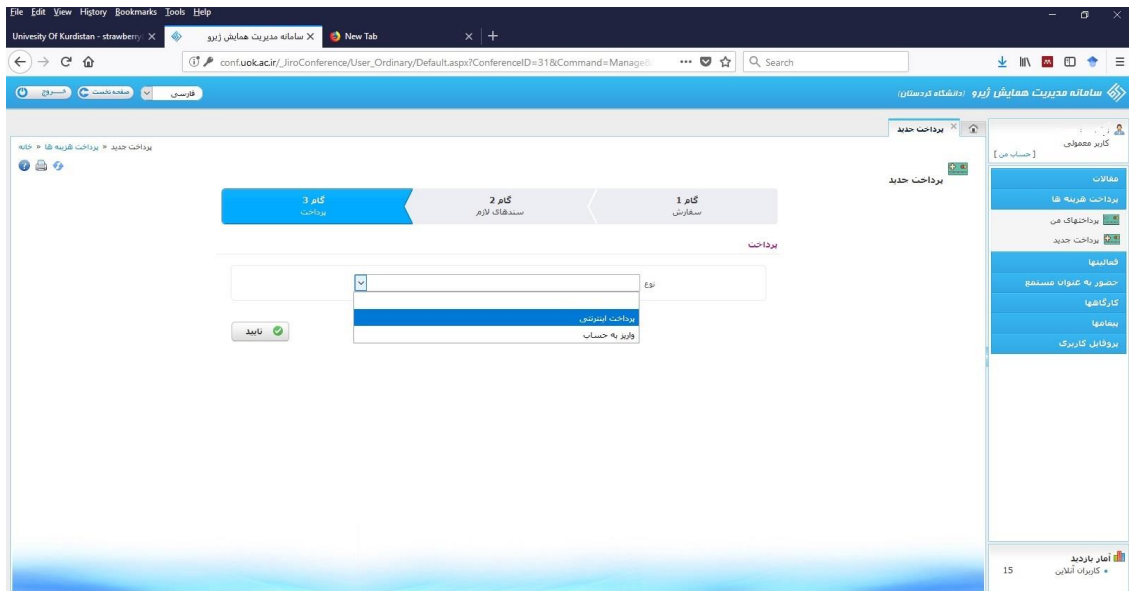 File Edit View History Bookmarks Tools Help
Univesity Of Kurdistan - strawberry
سامانه مدیریت همایش ژیرو
New Tab
conf.uok.ac.ir/_JiroConference/User_Ordinary/Default.aspx?ConferenceID=31&Command=Manage
Search
سامانه مدیریت همایش ژیرو (دانشگاه کردستان)
فارسی
صفحه نخست
خـــروج
پرداخت جدید
کاربر معمولی
[ حساب من ]
خانه » پرداخت هزینه ها » پرداخت جدید
پرداخت جدید
مقالات
پرداخت هزینه ها
پرداختهای من
پرداخت جدید
فعالیتها
حضور به عنوان مستمع
کارگاهها
پیامها
پروفایل کاربری
گام 1
سفارش
گام 2
سندهای لازم
گام 3
پرداخت
پرداخت
نوع
پرداخت اینترنتی
واریز به حساب
تایید
آمار بازدید
کاربران آنلاین 15